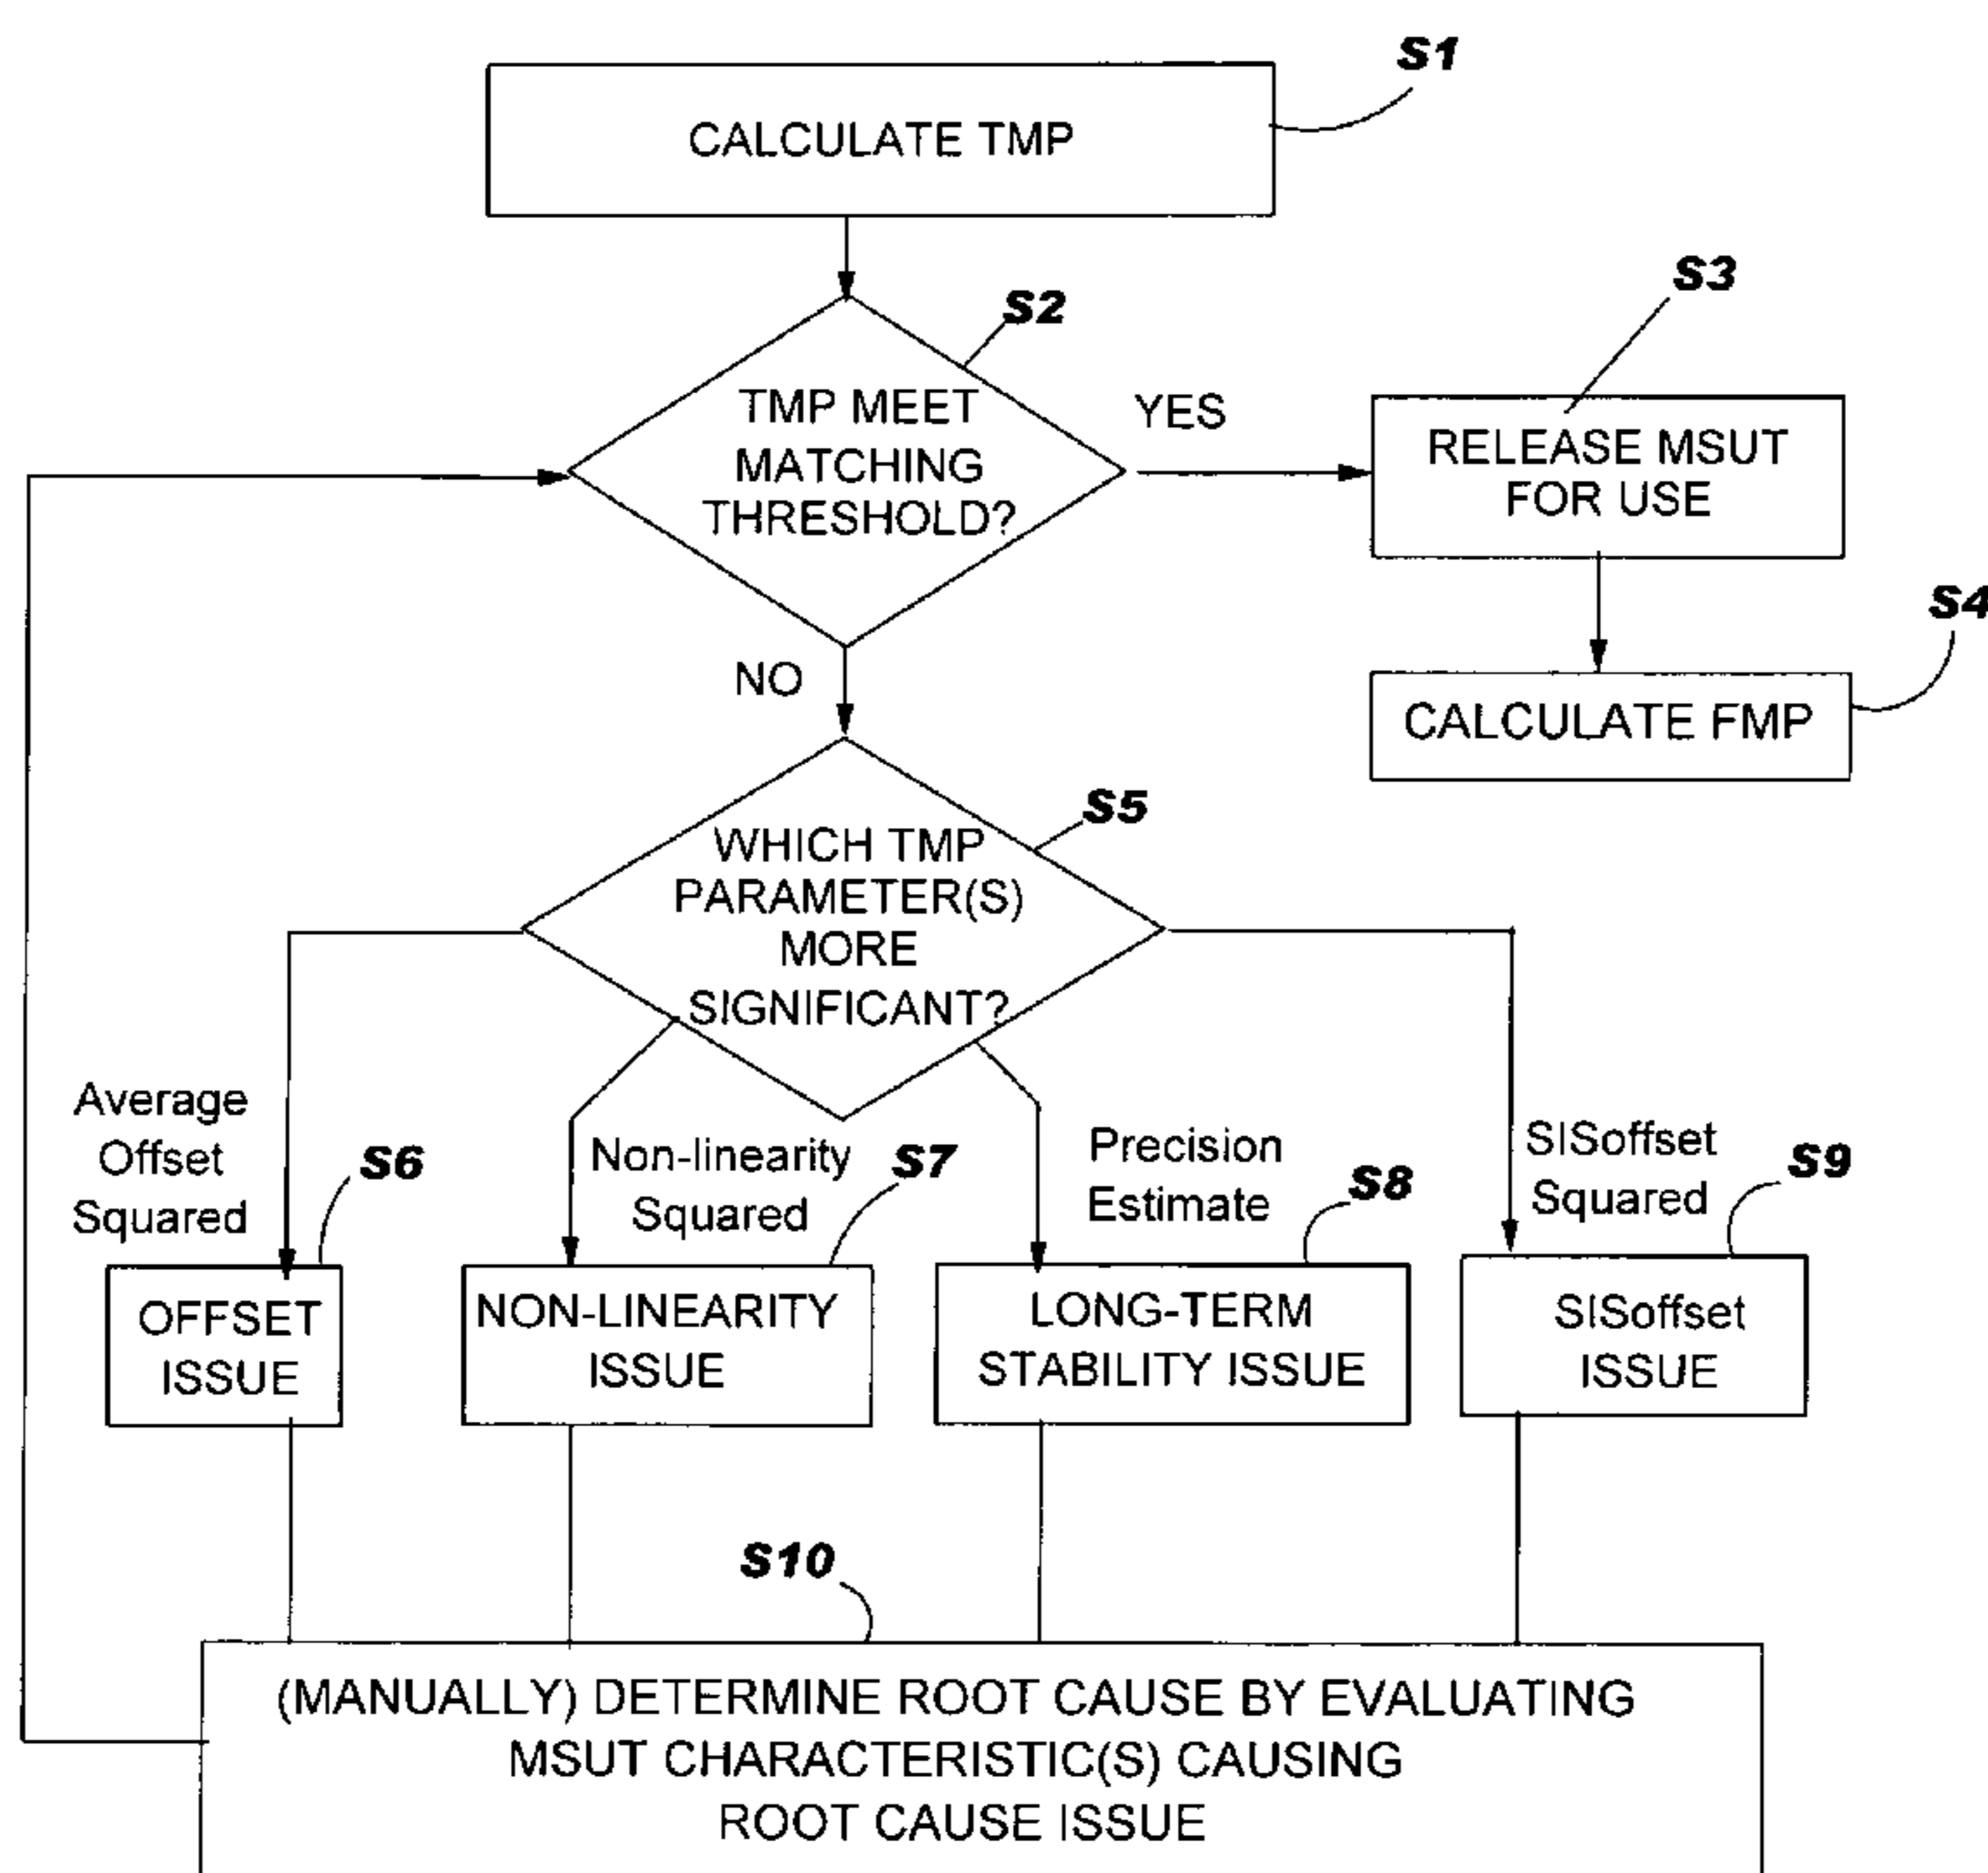 S1
CALCULATE TMP
S2
TMP MEET
MATCHING
THRESHOLD?
YES
S3
RELEASE MSUT
FOR USE
S4
CALCULATE FMP
NO
S5
WHICH TMP
PARAMETER(S)
MORE
SIGNIFICANT?
Average
Offset
Squared
S6
OFFSET
ISSUE
Non-linearity
Squared
S7
NON-LINEARITY
ISSUE
Precision
Estimate
S8
LONG-TERM
STABILITY ISSUE
SISoffset
Squared
S9
SISoffset
ISSUE
S10
(MANUALLY) DETERMINE ROOT CAUSE BY EVALUATING
MSUT CHARACTERISTIC(S) CAUSING
ROOT CAUSE ISSUE